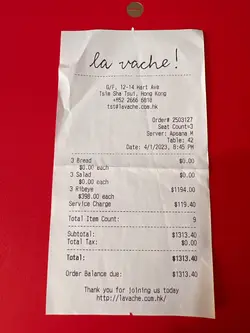 la vache!
G/F, 12-14 Hart Ave
Tsim Sha Tsui, Hong Kong
+852 2666 6818
tst@lavache.com.hk
Order# 2503127
Seat Count=3
Server: Apoana M
Table: 42
Date: 4/1/2023, 8:45 PM
3 Bread $0.00
$0.00 each
3 Salad $0.00
$0.00 each
3 Ribeye $1194.00
$398.00 each
Service Charge $119.40
Total Item Count: 9
Subtotal: $1313.40
Total Tax: $0.00
Total: $1313.40
Order Balance due: $1313.40
Thank you for joining us today
http://lavache.com.hk/